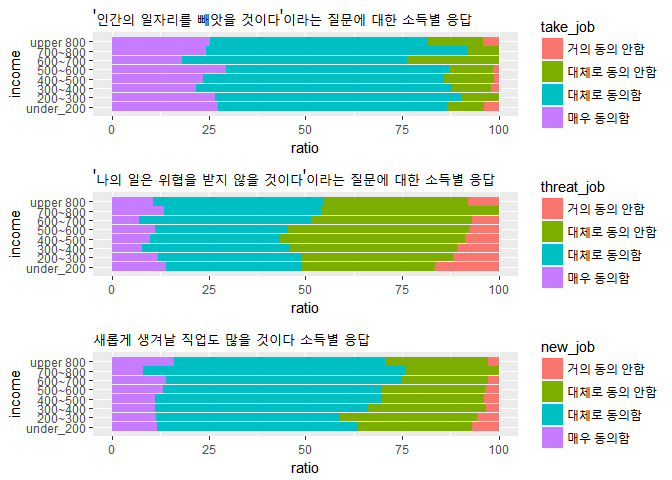 '인간의 일자리를 빼앗을 것이다'이라는 질문에 대한 소득별 응답
income
upper 800
700~800
600~700
500~600
400~500
300~400
200~300
under_200
0
25
50
75
100
ratio
take_job
거의 동의 안함
대체로 동의 안함
대체로 동의함
매우 동의함
'나의 일은 위협을 받지 않을 것이다'이라는 질문에 대한 소득별 응답
income
upper 800
700~800
600~700
500~600
400~500
300~400
200~300
under_200
0
25
50
75
100
ratio
threat_job
거의 동의 안함
대체로 동의 안함
대체로 동의함
매우 동의함
새롭게 생겨날 직업도 많을 것이다 소득별 응답
income
upper 800
700~800
600~700
500~600
400~500
300~400
200~300
under_200
0
25
50
75
100
ratio
new_job
거의 동의 안함
대체로 동의 안함
대체로 동의함
매우 동의함